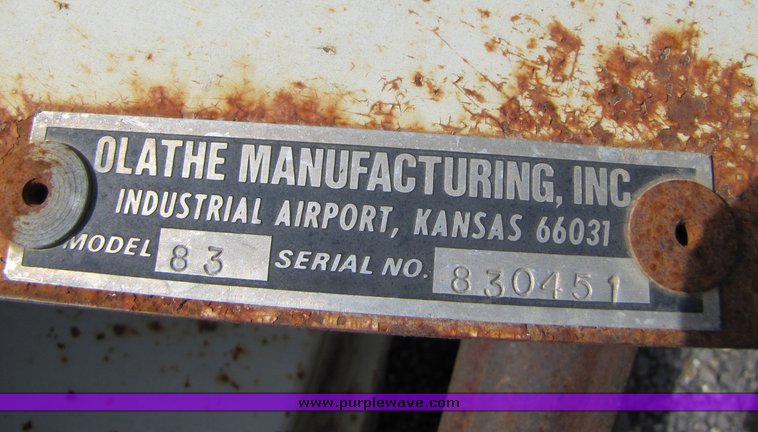 OLATHE MANUFACTURING, INC
INDUSTRIAL AIRPORT, KANSAS 66031
MODEL 83 SERIAL NO. 830451
www.purplewave.com